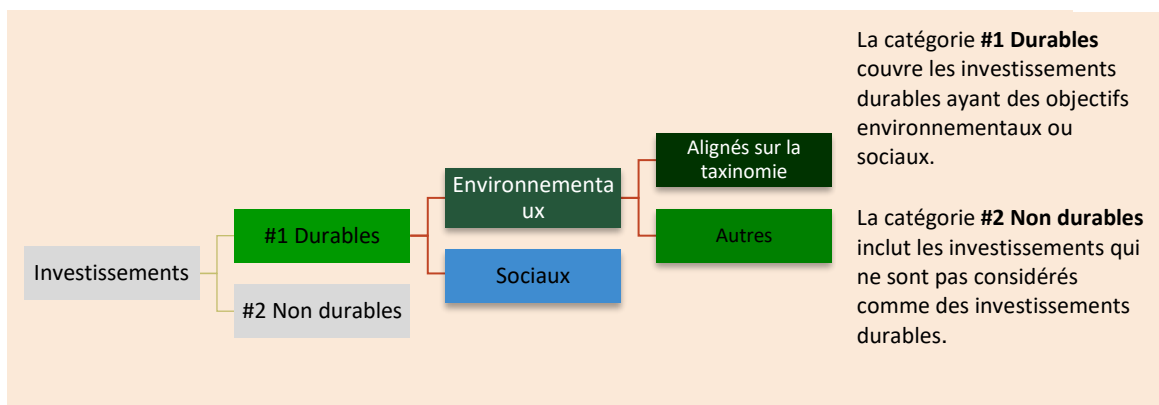 Investissements
#1 Durables
#2 Non durables
Environnementa
ux
Sociaux
Alignés sur la
taxinomie
Autres
La catégorie #1 Durables
couvre les investissements
durables ayant des objectifs
environnementaux ou
sociaux.
La catégorie #2 Non durables
inclut les investissements qui
ne sont pas considérés
comme des investissements
durables.